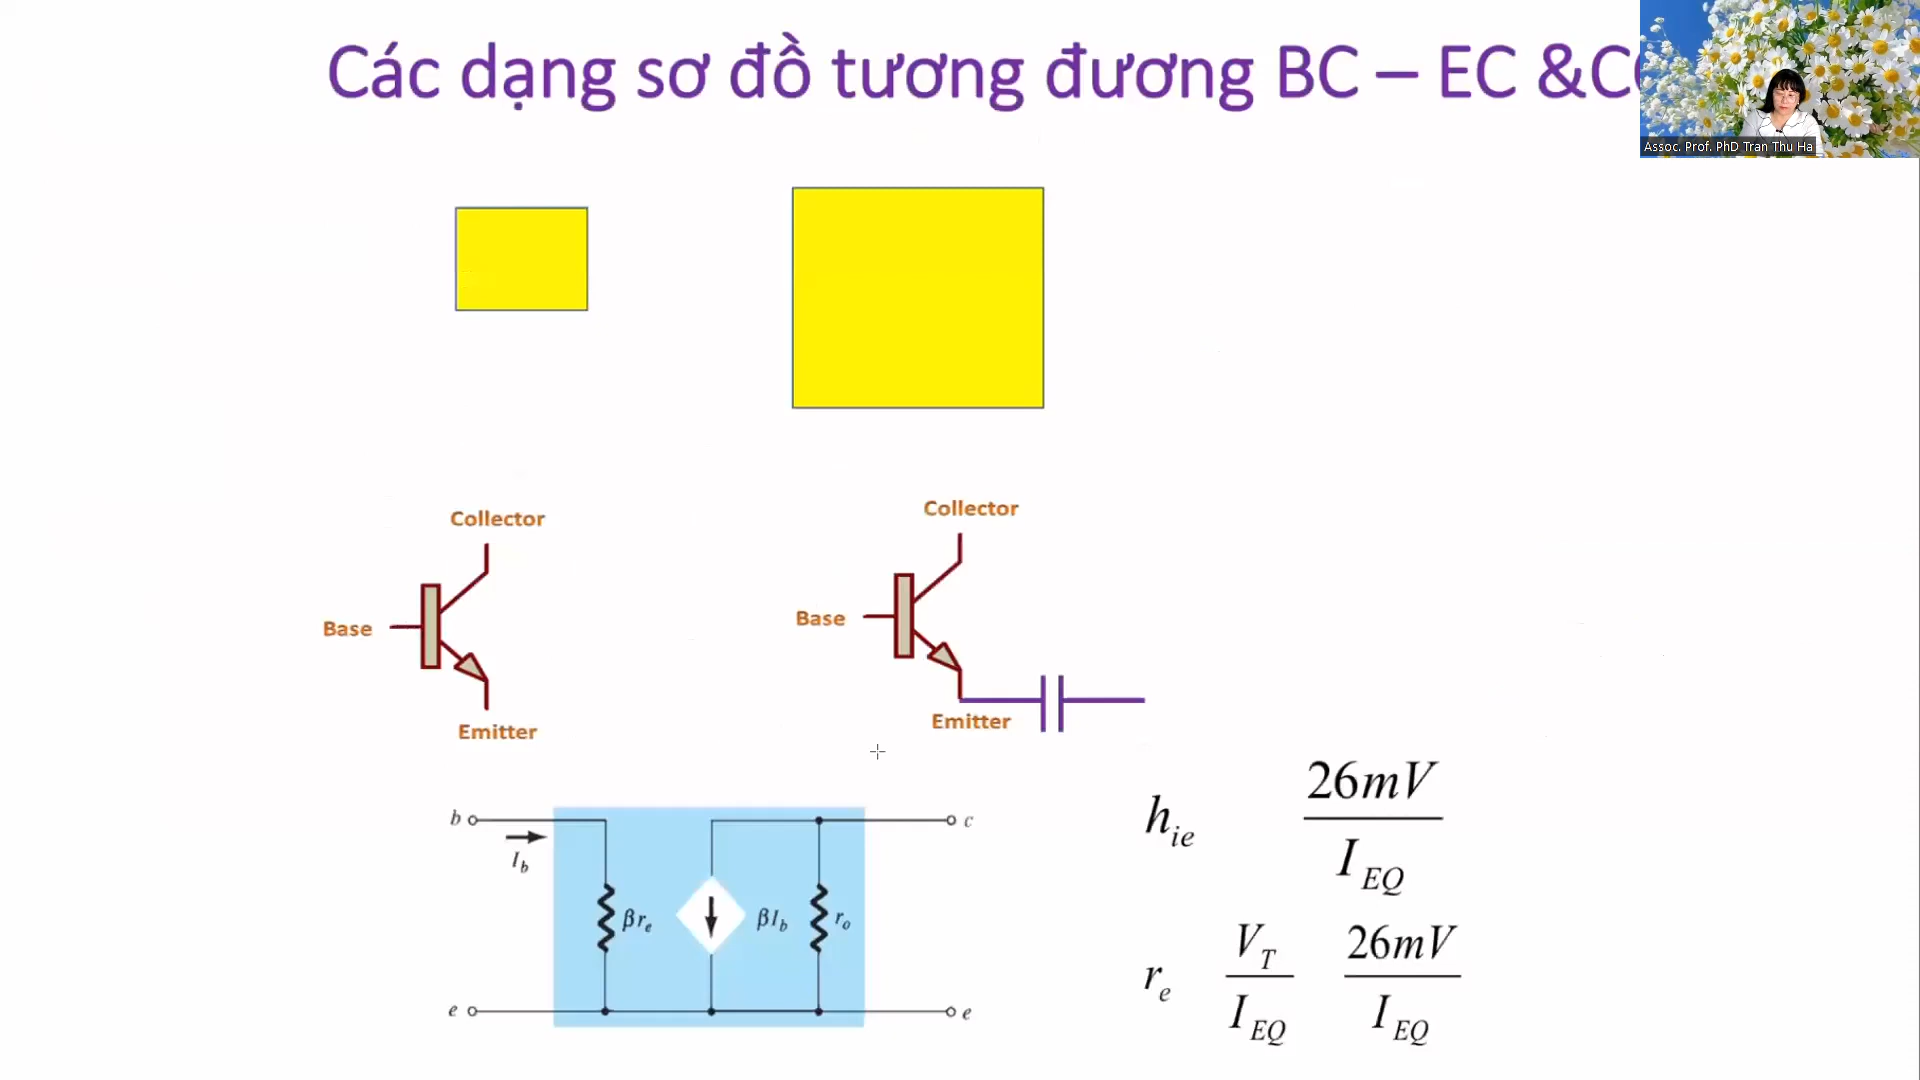 Các dạng sơ đồ tương đương BC – EC &C
Assoc. Prof. PhD Tran Thu Ha
Collector
Base
Emitter
Collector
Base
Emitter
b
I_b
βr_e
βI_b
r_o
c
e
e
h_ie 26mV / I_EQ
r_e V_T / I_EQ 26mV / I_EQ